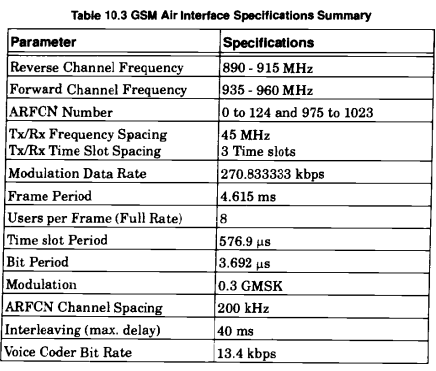 Table 10.3 GSM Air Interface Specifications Summary
Parameter Specifications
Reverse Channel Frequency 890 - 915 MHz
Forward Channel Frequency 935 - 960 MHz
ARFCN Number 0 to 124 and 975 to 1023
Tx/Rx Frequency Spacing 45 MHz
Tx/Rx Time Slot Spacing 3 Time slots
Modulation Data Rate 270.833333 kbps
Frame Period 4.615 ms
Users per Frame (Full Rate) 8
Time slot Period 576.9 μs
Bit Period 3.692 μs
Modulation 0.3 GMSK
ARFCN Channel Spacing 200 kHz
Interleaving (max. delay) 40 ms
Voice Coder Bit Rate 13.4 kbps